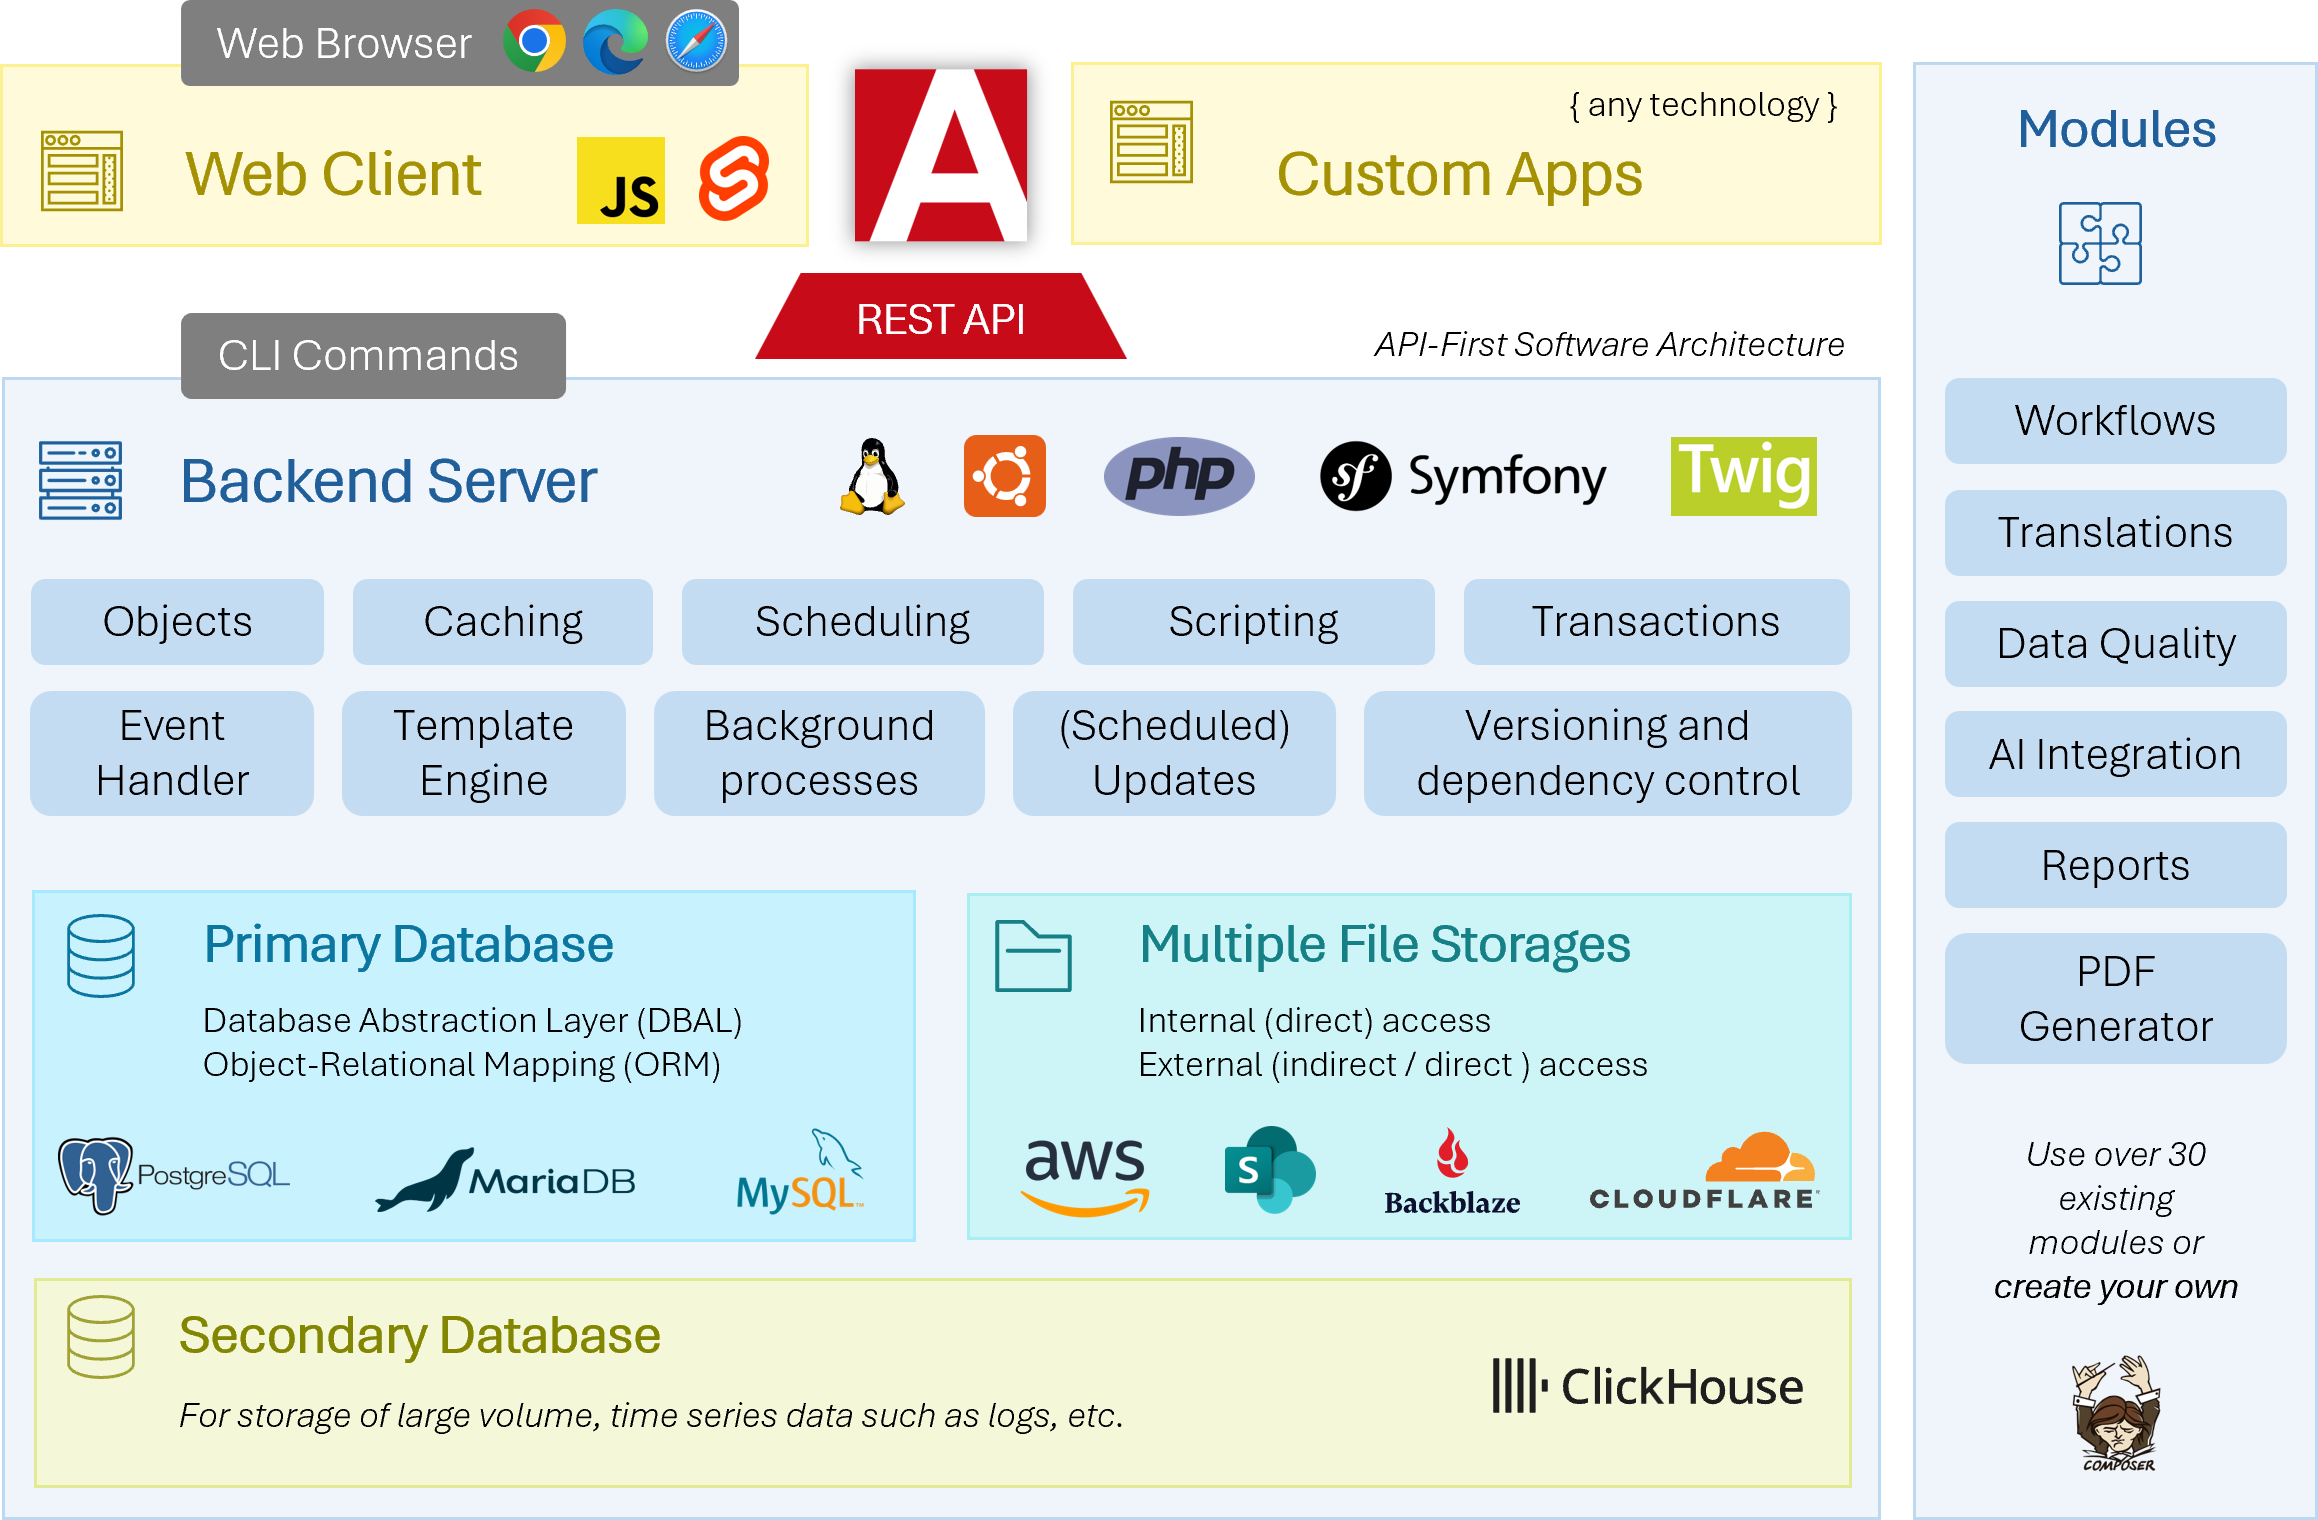 Web Browser
Web Client
JS
A
{ any technology }
Custom Apps
REST API
API-First Software Architecture
CLI Commands
Backend Server
php
sf Symfony
Twig
Objects
Caching
Scheduling
Scripting
Transactions
Event
Handler
Template
Engine
Background
processes
(Scheduled)
Updates
Versioning and
dependency control
Primary Database
Database Abstraction Layer (DBAL)
Object-Relational Mapping (ORM)
PostgreSQL
MariaDB
MySQL™
Multiple File Storages
Internal (direct) access
External (indirect / direct ) access
aws
S
Backblaze
CLOUDFLARE
Secondary Database
For storage of large volume, time series data such as logs, etc.
ClickHouse
Modules
Workflows
Translations
Data Quality
AI Integration
Reports
PDF
Generator
Use over 30
existing
modules or
create your own
COMPOSER